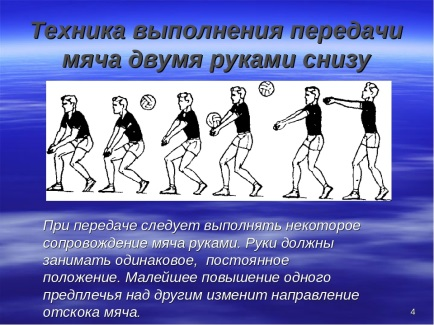 Техника выполнения передачи
мяча двумя руками снизу
При передаче следует выполнять некоторое
сопровождение мяча руками. Руки должны
занимать одинаковое, постоянное
положение. Малейшее повышение одного
предплечья над другим изменит направление
отскока мяча.
4